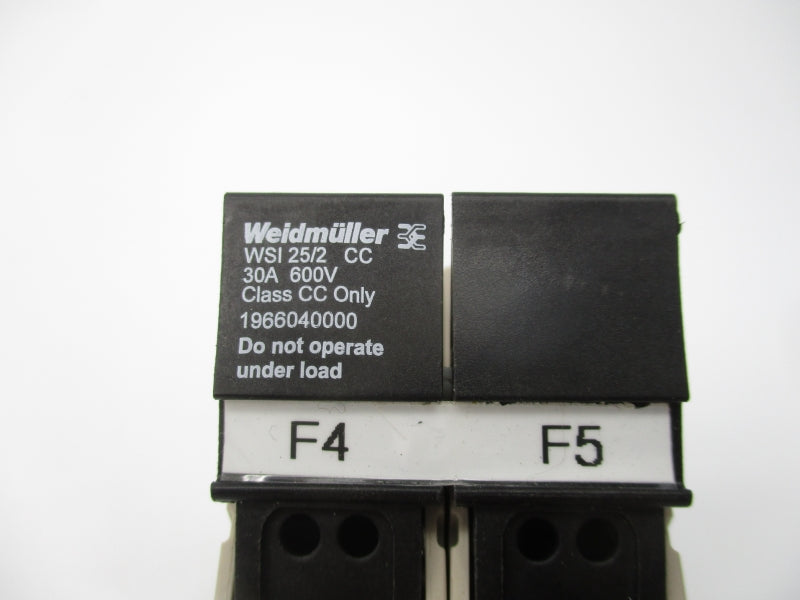 Weidmüller
WSI 25/2 CC
30A 600V
Class CC Only
1966040000
Do not operate
under load
F4 F5